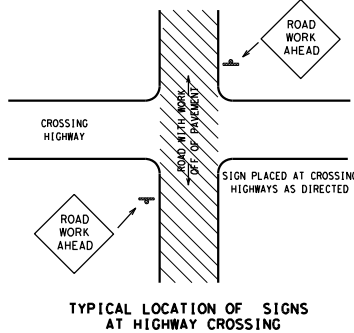 ROAD
WORK
AHEAD
CROSSING
HIGHWAY
ROAD WITH WORK
OFF OF PAVEMENT
SIGN PLACED AT CROSSING
HIGHWAYS AS DIRECTED
ROAD
WORK
AHEAD
TYPICAL LOCATION OF SIGNS
AT HIGHWAY CROSSING